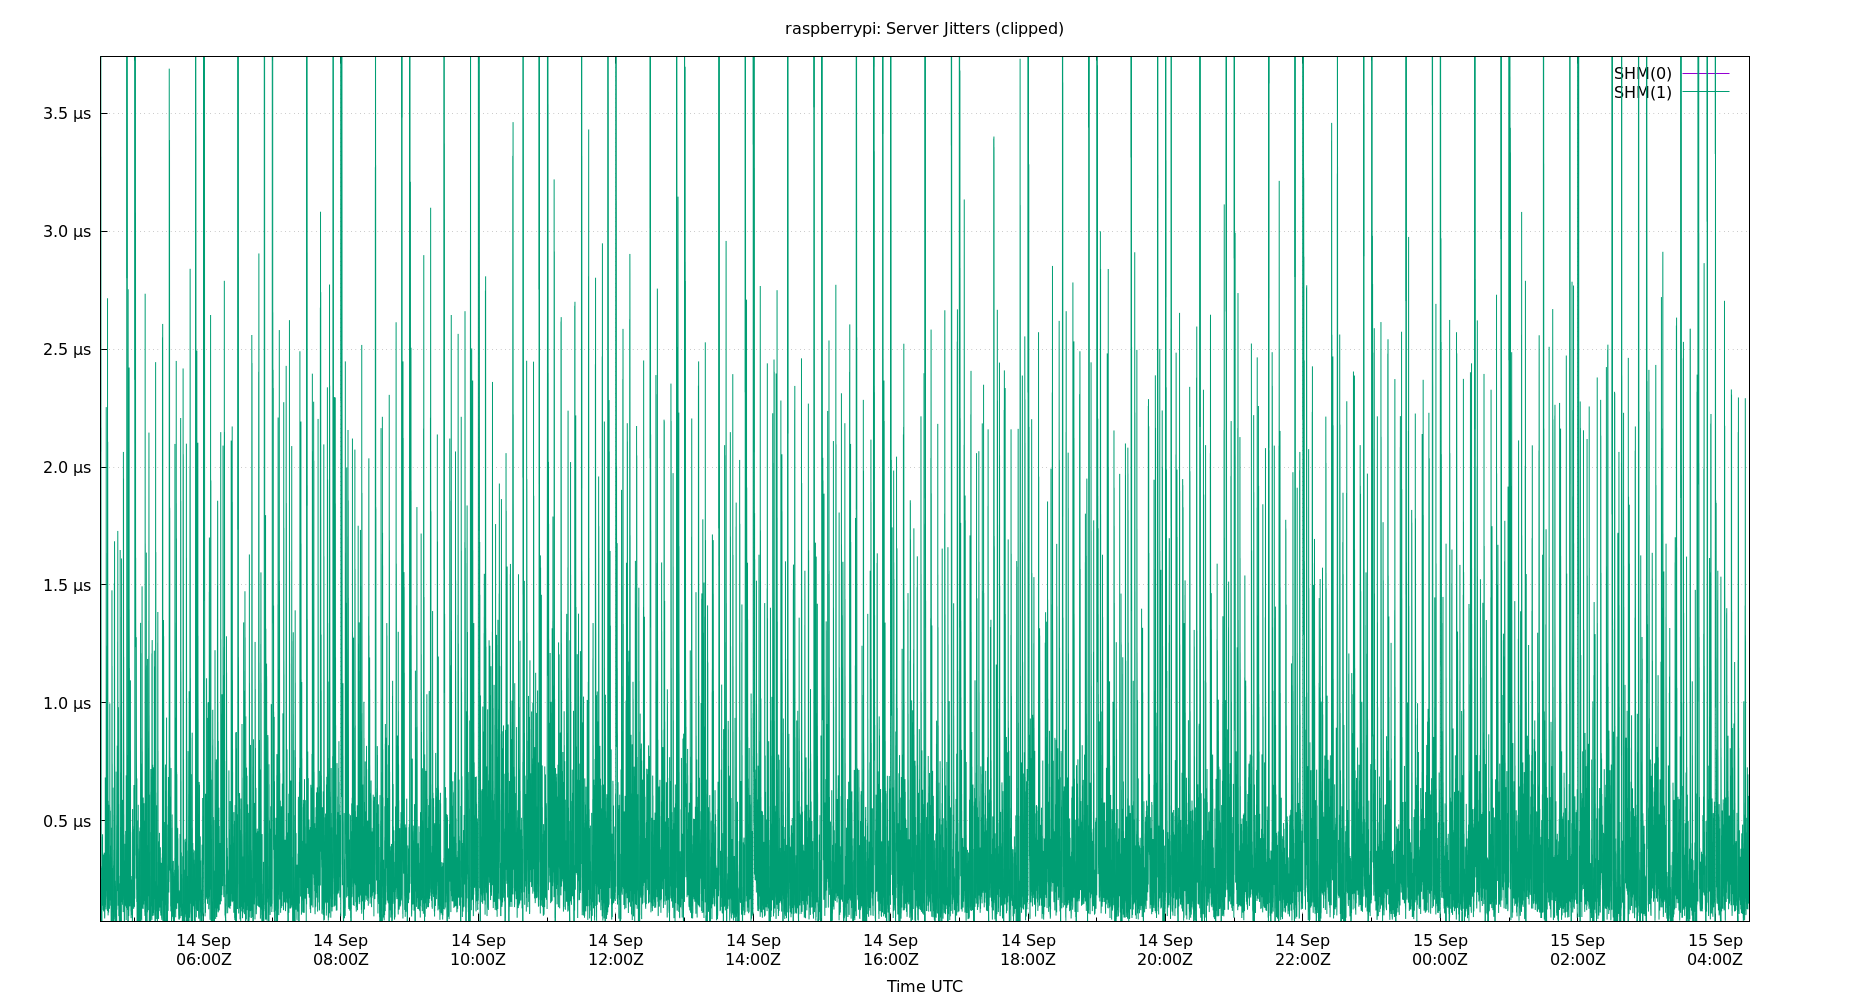 raspberrypi: Server Jitters (clipped)
SHM(0)
SHM(1)
3.5 µs
3.0 µs
2.5 µs
2.0 µs
1.5 µs
1.0 µs
0.5 µs
14 Sep 14 Sep 14 Sep 14 Sep 14 Sep 14 Sep 14 Sep 14 Sep 14 Sep 15 Sep 15 Sep 15 Sep
06:00Z 08:00Z 10:00Z 12:00Z 14:00Z 16:00Z 18:00Z 20:00Z 22:00Z 00:00Z 02:00Z 04:00Z
Time UTC